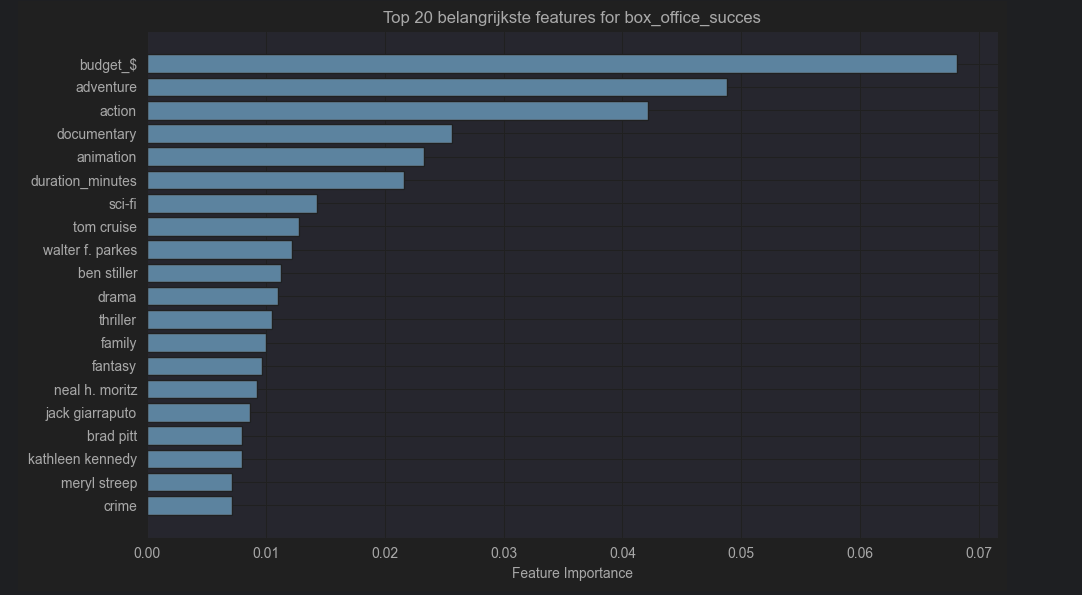 Top 20 belangrijkste features for box_office_succes
budget_$
adventure
action
documentary
animation
duration_minutes
sci-fi
tom cruise
walter f. parkes
ben stiller
drama
thriller
family
fantasy
neal h. moritz
jack giarraputo
brad pitt
kathleen kennedy
meryl streep
crime
0.00 0.01 0.02 0.03 0.04 0.05 0.06 0.07
Feature Importance